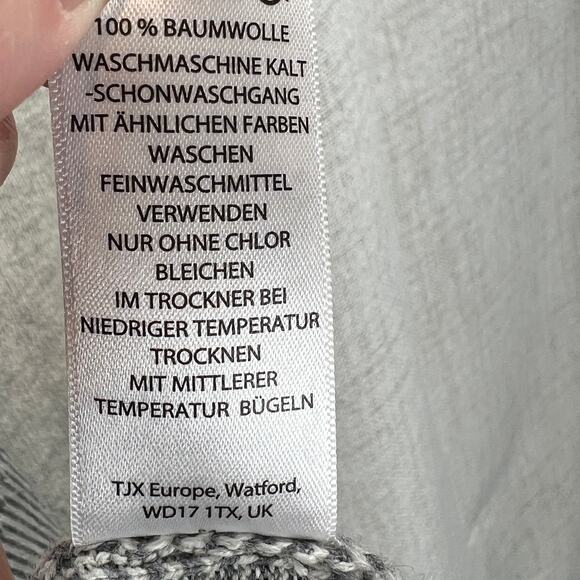 100 % BAUMWOLLE
WASCHMASCHINE KALT
-SCHONWASCHGANG
MIT ÄHNLICHEN FARBEN
WASCHEN
FEINWASCHMITTEL
VERWENDEN
NUR OHNE CHLOR
BLEICHEN
IM TROCKNER BEI
NIEDRIGER TEMPERATUR
TROCKNEN
MIT MITTLERER
TEMPERATUR BÜGELN
TJX Europe, Watford,
WD17 1TX, UK